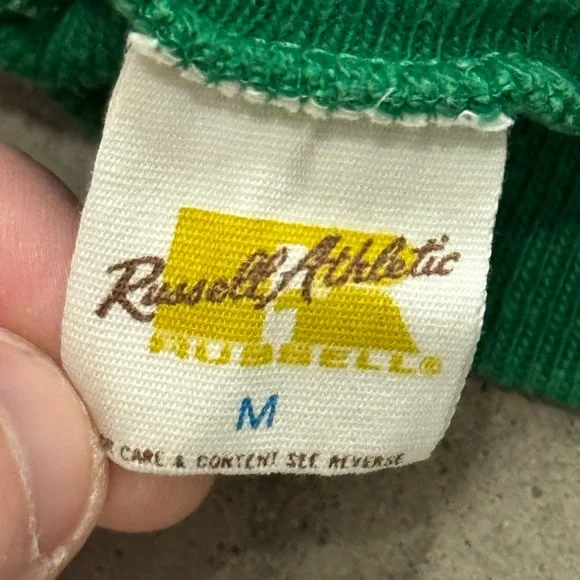 Russell Athletic
RUSSELL®
M
CARE & CONTENT SEE REVERSE